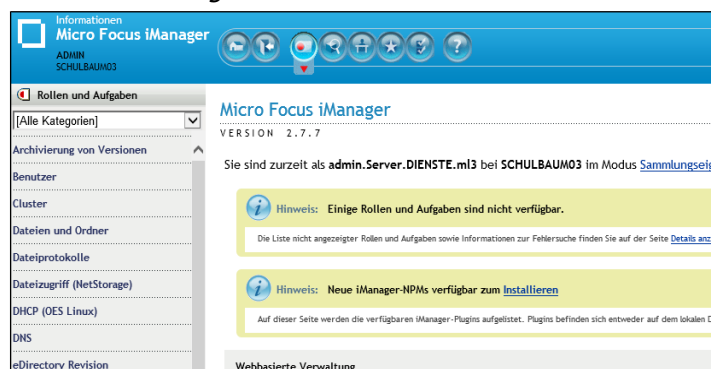 Informationen
Micro Focus iManager
ADMIN
SCHULBAUM03
Rollen und Aufgaben
[Alle Kategorien]
Archivierung von Versionen
Benutzer
Cluster
Dateien und Ordner
Dateiprotokolle
Dateizugriff (NetStorage)
DHCP (OES Linux)
DNS
eDirectory Revision
Micro Focus iManager
VERSION 2.7.7
Sie sind zurzeit als admin.Server.DIENSTE.ml3 bei SCHULBAUM03 im Modus Sammlungseig
Hinweis: Einige Rollen und Aufgaben sind nicht verfügbar.
Die Liste nicht angezeigter Rollen und Aufgaben sowie Informationen zur Fehlersuche finden Sie auf der Seite Details anz
Hinweis: Neue iManager-NPMs verfügbar zum Installieren
Auf dieser Seite werden die verfügbaren iManager-Plugins aufgelistet. Plugins befinden sich entweder auf dem lokalen D
Webbasierte Verwaltung